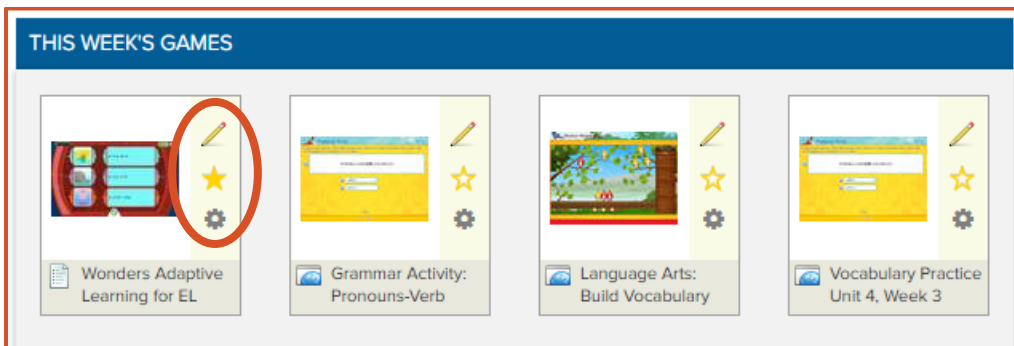 THIS WEEK'S GAMES
Wonders Adaptive
Learning for EL
Grammar Activity:
Pronouns-Verb
Language Arts:
Build Vocabulary
Vocabulary Practice
Unit 4, Week 3